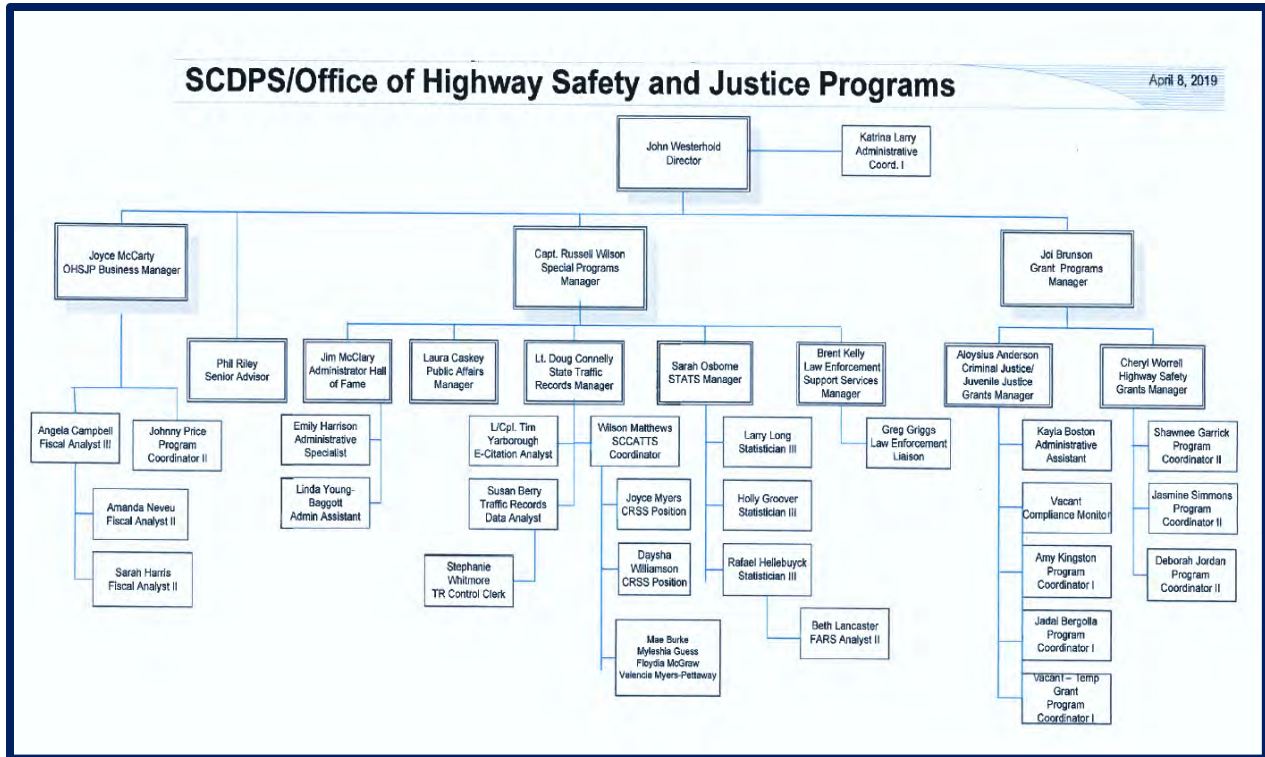 SCDPS/Office of Highway Safety and Justice Programs
April 8, 2019
John Westerhold
Director
Katrina Larry
Administrative
Coord. I
Joyce McCarty
OHSJP Business Manager
Capt. Russell Wilson
Special Programs
Manager
Joi Brunson
Grant Programs
Manager
Phil Riley
Senior Advisor
Jim McClary
Administrator Hall
of Fame
Laura Caskey
Public Affairs
Manager
Lt. Doug Connelly
State Traffic
Records Manager
Sarah Osborne
STATS Manager
Brent Kelly
Law Enforcement
Support Services
Manager
Aloysius Anderson
Criminal Justice/
Juvenile Justice
Grants Manager
Cheryl Worrell
Highway Safety
Grants Manager
Angela Campbell
Fiscal Analyst III
Johnny Price
Program
Coordinator II
Amanda Neveu
Fiscal Analyst II
Sarah Harris
Fiscal Analyst II
Emily Harrison
Administrative
Specialist
Linda Young-
Baggott
Admin Assistant
L/Cpl. Tim
Yarborough
E-Citation Analyst
Susan Berry
Traffic Records
Data Analyst
Stephanie
Whitmore
TR Control Clerk
Wilson Matthews
SCCATTS
Coordinator
Joyce Myers
CRSS Position
Daysha
Williamson
CRSS Position
Mae Burke
Myleshia Guess
Floydia McGraw
Valencia Myers-Pettaway
Larry Long
Statistician III
Holly Groover
Statistician III
Rafael Hellebuyck
Statistician III
Beth Lancaster
FARS Analyst II
Greg Griggs
Law Enforcement
Liaison
Kayla Boston
Administrative
Assistant
Vacant
Compliance Monitor
Amy Kingston
Program
Coordinator I
Jadai Bergolla
Program
Coordinator I
Vacant – Temp
Grant
Program
Coordinator I
Shawnee Garrick
Program
Coordinator II
Jasmine Simmons
Program
Coordinator II
Deborah Jordan
Program
Coordinator II